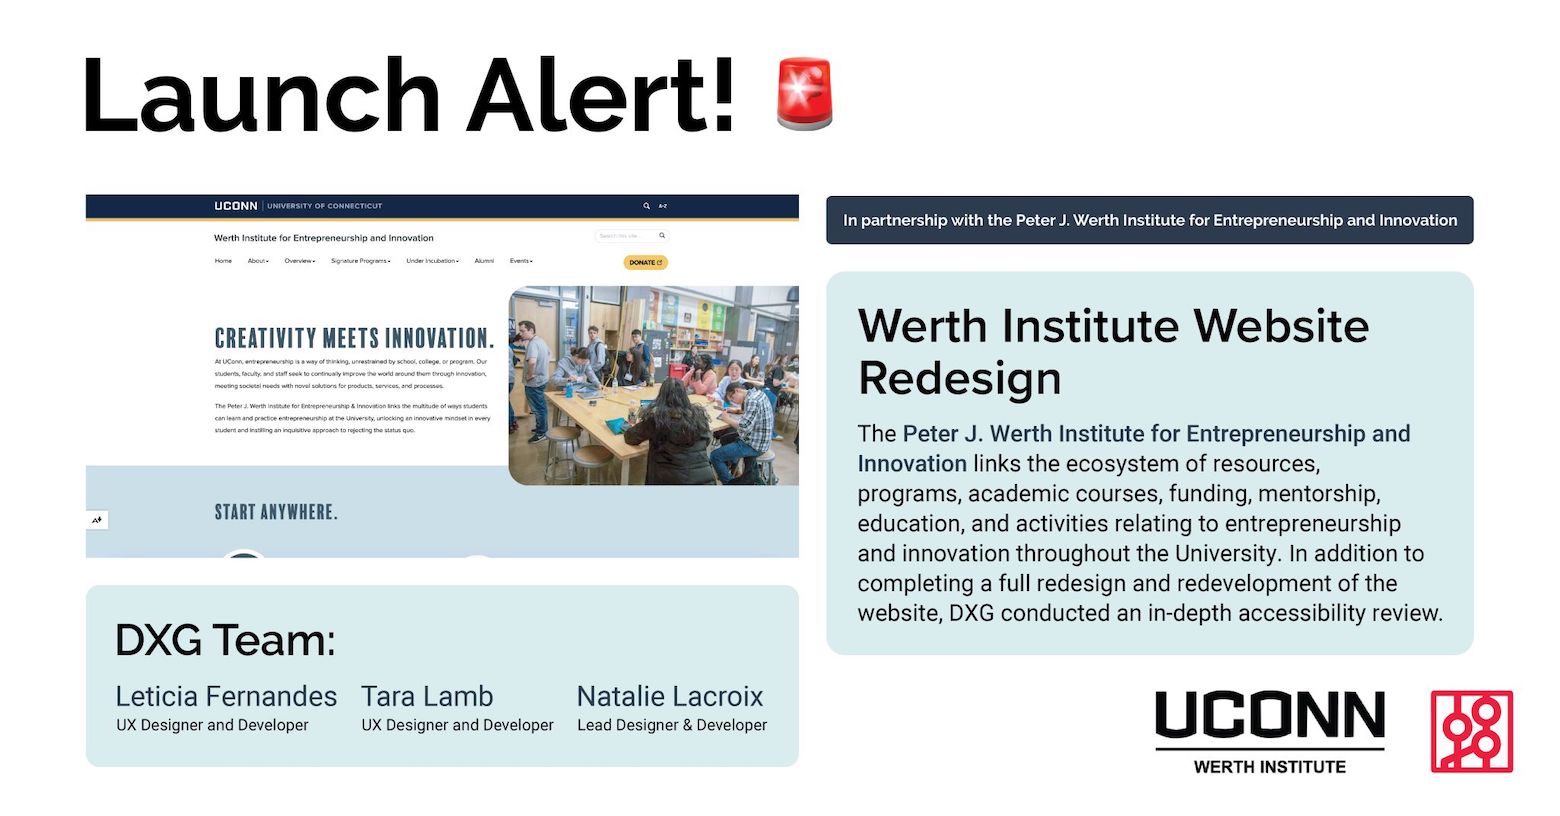 Launch Alert!
UCONN | UNIVERSITY OF CONNECTICUT
A-Z
Werth Institute for Entrepreneurship and Innovation
Search this site...
Home About Overview Signature Programs Under Incubation Alumni Events
DONATE
CREATIVITY MEETS INNOVATION.
At UConn, entrepreneurship is a way of thinking, unrestrained by school, college, or program. Our
students, faculty, and staff seek to continually improve the world around them through innovation,
meeting societal needs with novel solutions for products, services, and processes.
The Peter J. Werth Institute for Entrepreneurship & Innovation links the multitude of ways students
can learn and practice entrepreneurship at the University, unlocking an innovative mindset in every
student and instilling an inquisitive approach to rejecting the status quo.
START ANYWHERE.
DXG Team:
Leticia Fernandes
UX Designer and Developer
Tara Lamb
UX Designer and Developer
Natalie Lacroix
Lead Designer & Developer
In partnership with the Peter J. Werth Institute for Entrepreneurship and Innovation
Werth Institute Website
Redesign
The Peter J. Werth Institute for Entrepreneurship and
Innovation links the ecosystem of resources,
programs, academic courses, funding, mentorship,
education, and activities relating to entrepreneurship
and innovation throughout the University. In addition to
completing a full redesign and redevelopment of the
website, DXG conducted an in-depth accessibility review.
UCONN
WERTH INSTITUTE